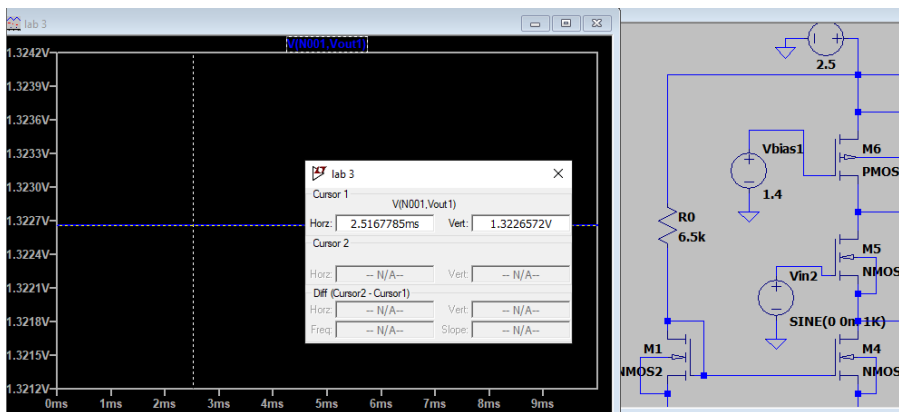 lab 3
V(N001,Vout1)
1.3242V
1.3239V
1.3236V
1.3233V
1.3230V
1.3227V
1.3224V
1.3221V
1.3218V
1.3215V
1.3212V
0ms 1ms 2ms 3ms 4ms 5ms 6ms 7ms 8ms 9ms
lab 3
Cursor 1
V(N001,Vout1)
Horz: 2.5167785ms Vert: 1.3226572V
Cursor 2
Horz: -- N/A-- Vert: -- N/A--
Diff (Cursor2 - Cursor1)
Horz: -- N/A-- Vert: -- N/A--
Freq: -- N/A-- Slope: -- N/A--
2.5
Vbias1
M6
PMOS
1.4
R0
6.5k
M5
Vin2
NMOS
SINE(0 0m 1K)
M1
M4
NMOS2
NMOS